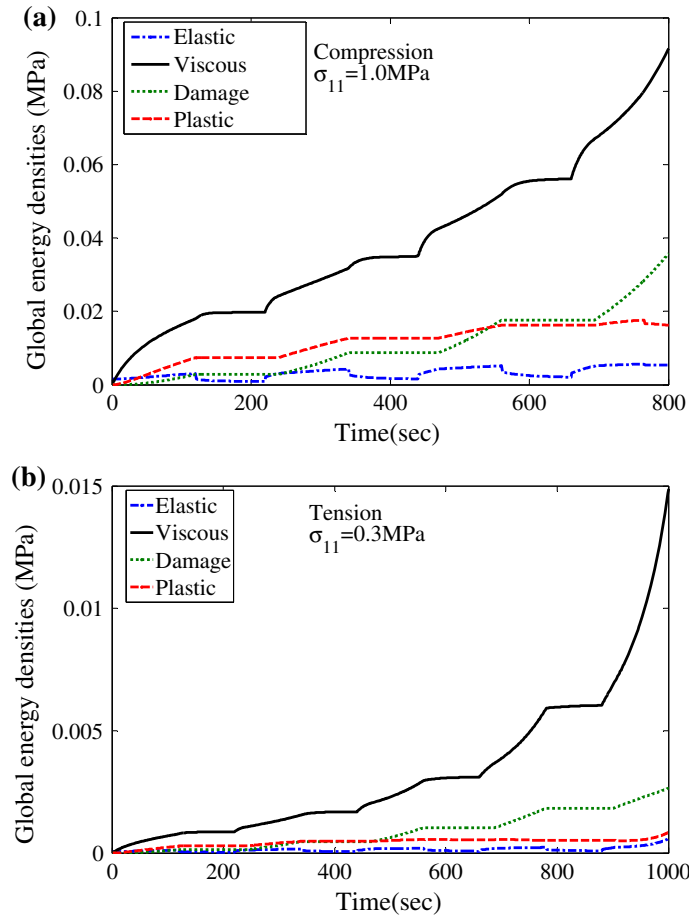 (a)
Elastic
Viscous
Damage
Plastic
Compression
σ11=1.0MPa
Global energy densities (MPa)
0.1
0.08
0.06
0.04
0.02
0
0 200 400 600 800
Time(sec)
(b)
Elastic
Viscous
Damage
Plastic
Tension
σ11=0.3MPa
Global energy densities (MPa)
0.015
0.01
0.005
0
0 200 400 600 800 1000
Time(sec)